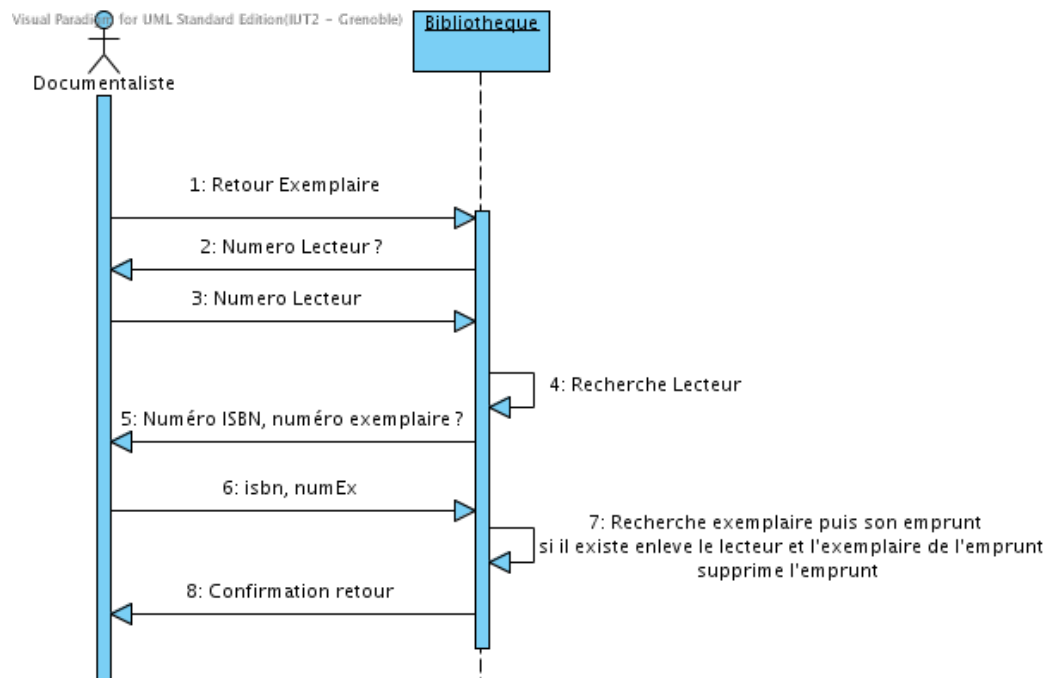 Visual Paradigm for UML Standard Edition(IUT2 - Grenoble)
Bibliotheque
Documentaliste
1: Retour Exemplaire
2: Numero Lecteur ?
3: Numero Lecteur
4: Recherche Lecteur
5: Numéro ISBN, numéro exemplaire ?
6: isbn, numEx
7: Recherche exemplaire puis son emprunt
si il existe enleve le lecteur et l'exemplaire de l'emprunt
supprime l'emprunt
8: Confirmation retour